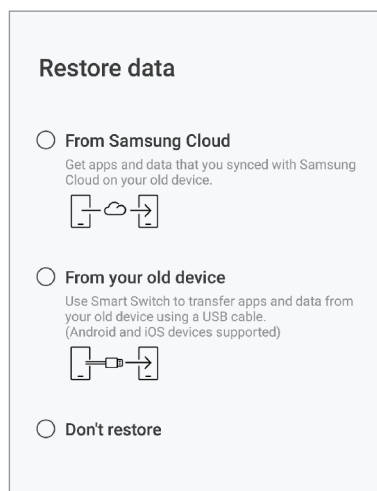 Restore data
From Samsung Cloud
Get apps and data that you synced with Samsung
Cloud on your old device.
From your old device
Use Smart Switch to transfer apps and data from
your old device using a USB cable.
(Android and iOS devices supported)
Don't restore